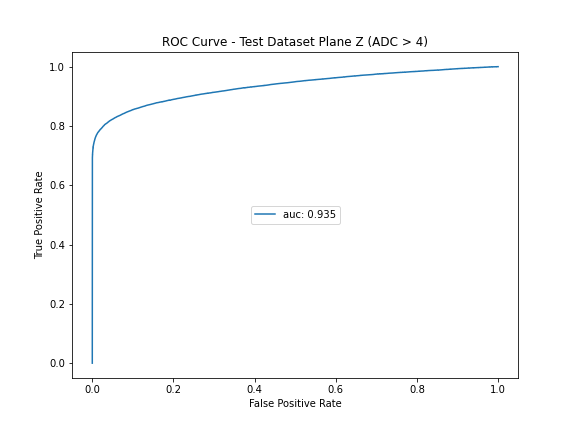 ROC Curve - Test Dataset Plane Z (ADC > 4)
1.0
0.8
0.6
0.4
0.2
0.0
True Positive Rate
auc: 0.935
0.0 0.2 0.4 0.6 0.8 1.0
False Positive Rate